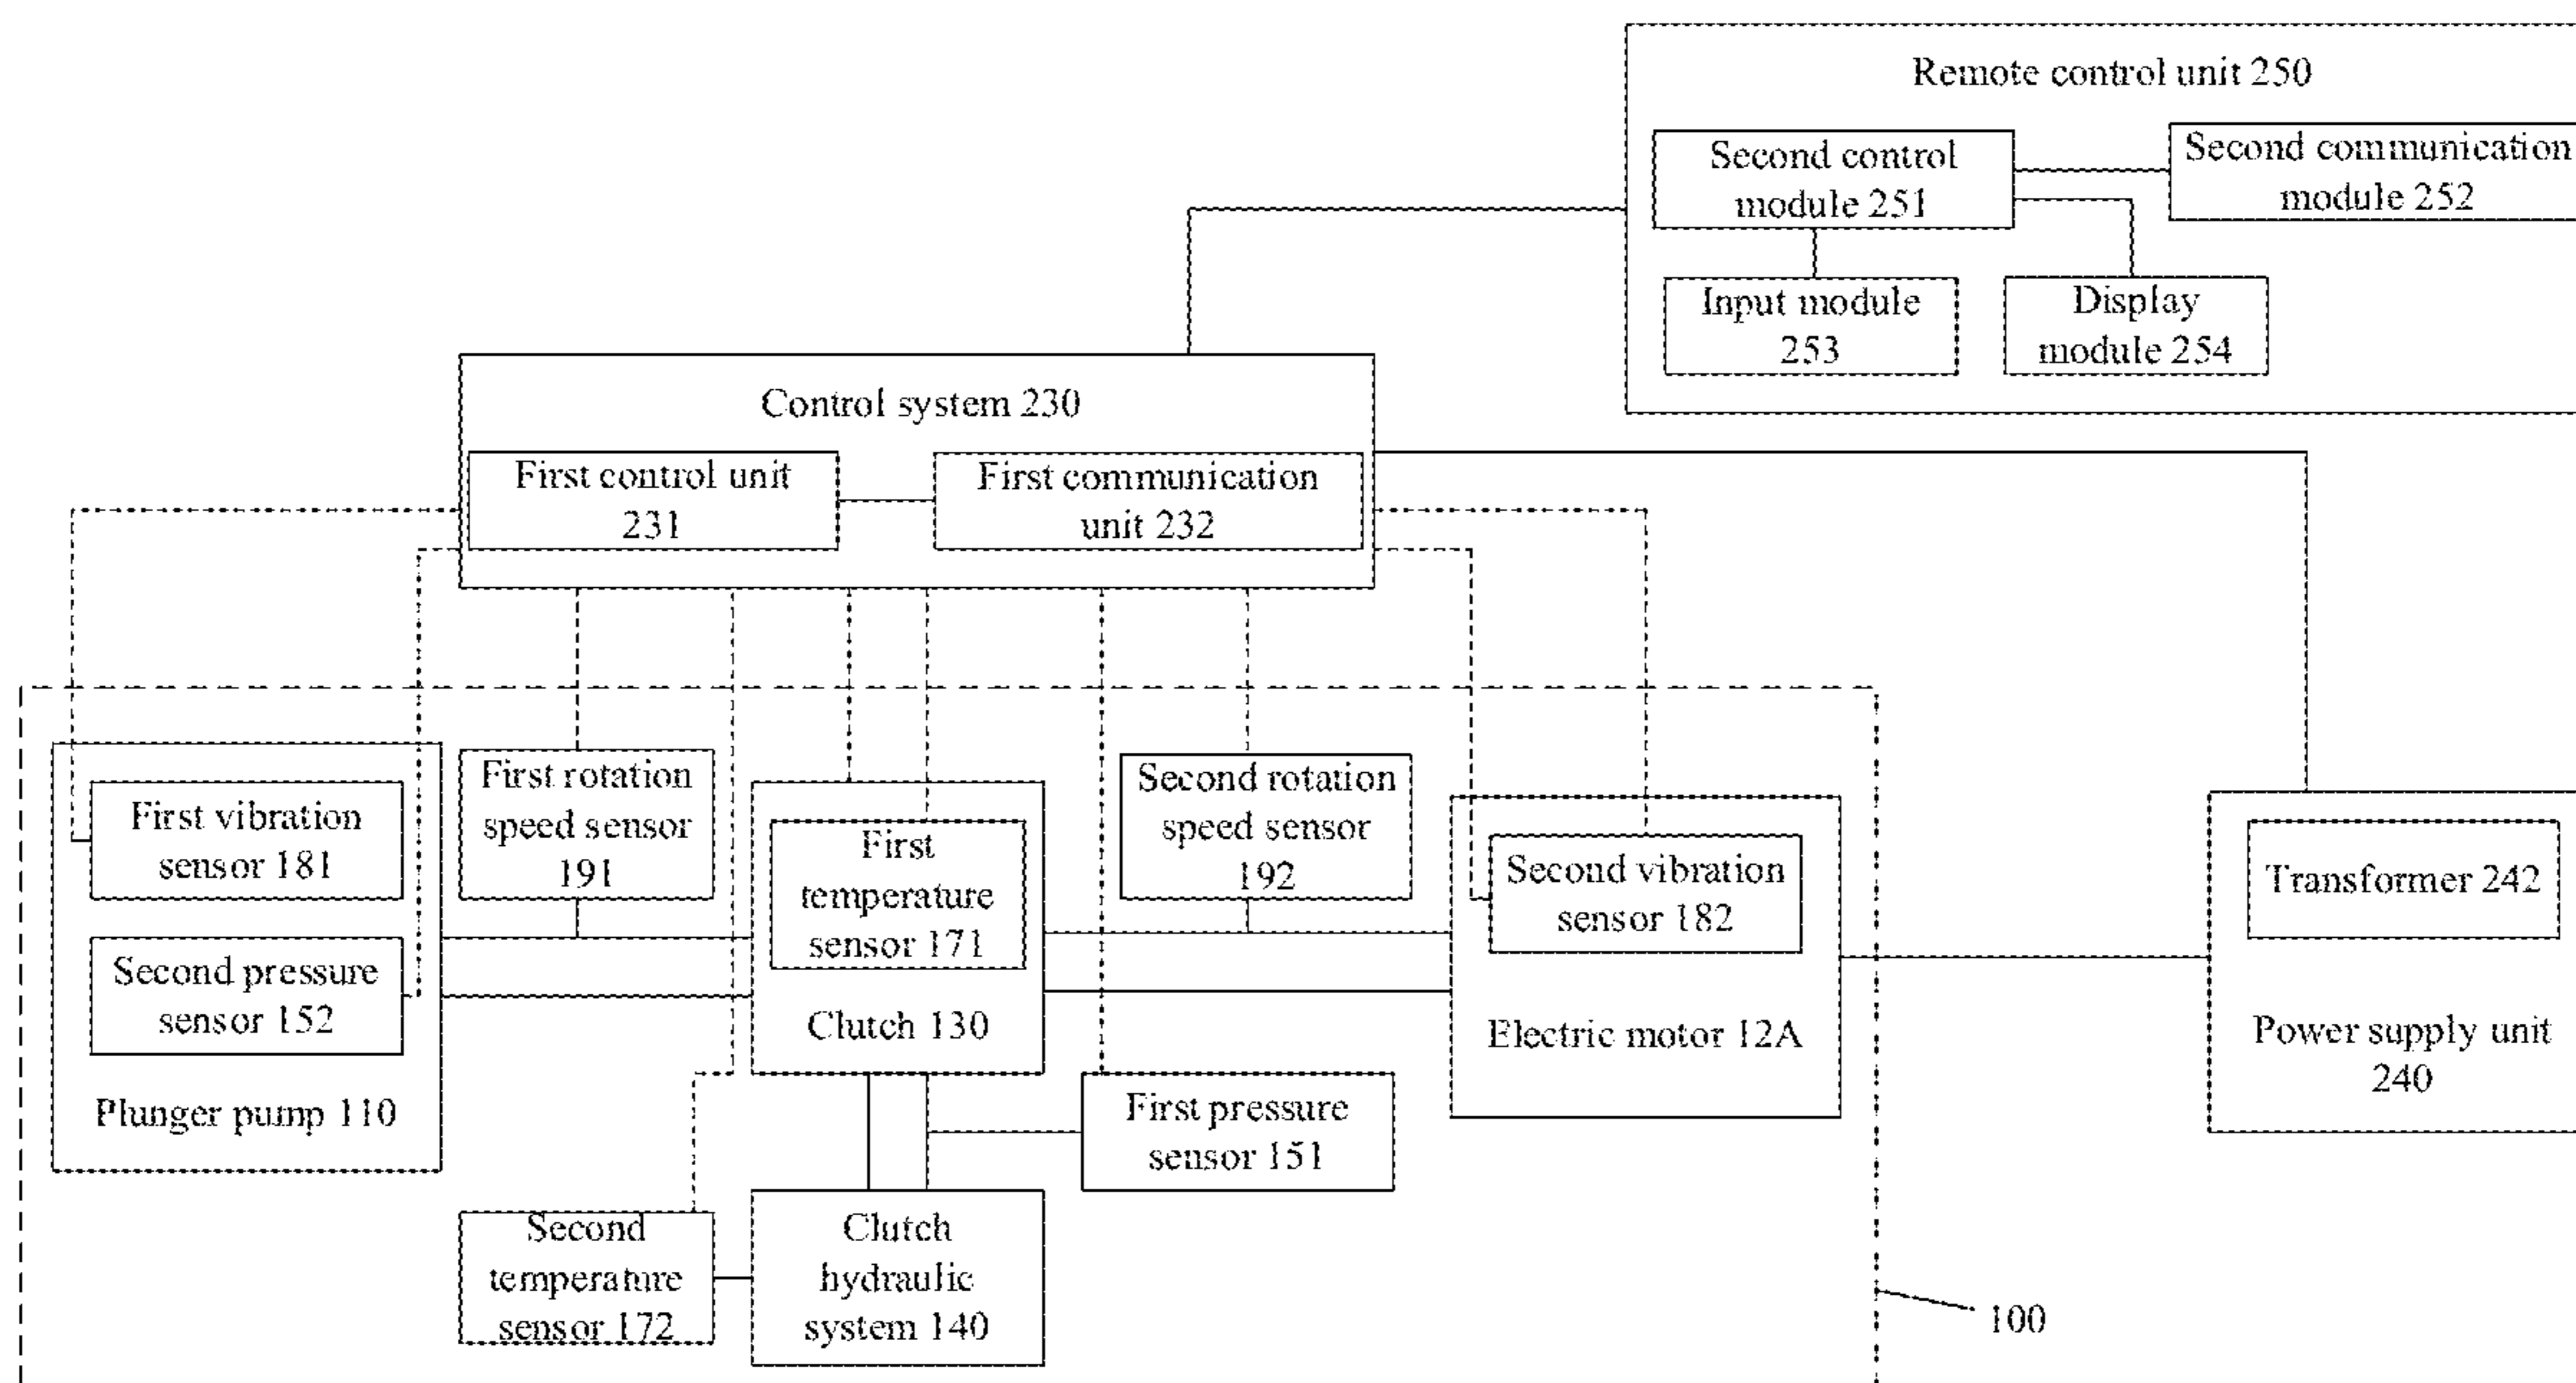 Remote control unit 250
Second control
module 251
Second communication
module 252
Input module
253
Display
module 254
Control system 230
First control unit
231
First communication
unit 232
First vibration
sensor 181
Second pressure
sensor 152
Plunger pump 110
First rotation
speed sensor
191
First
temperature
sensor 171
Clutch 130
Second rotation
speed sensor
192
Second vibration
sensor 182
Electric motor 12A
Transformer 242
Power supply unit
240
First pressure
sensor 151
Second
temperature
sensor 172
Clutch
hydraulic
system 140
100